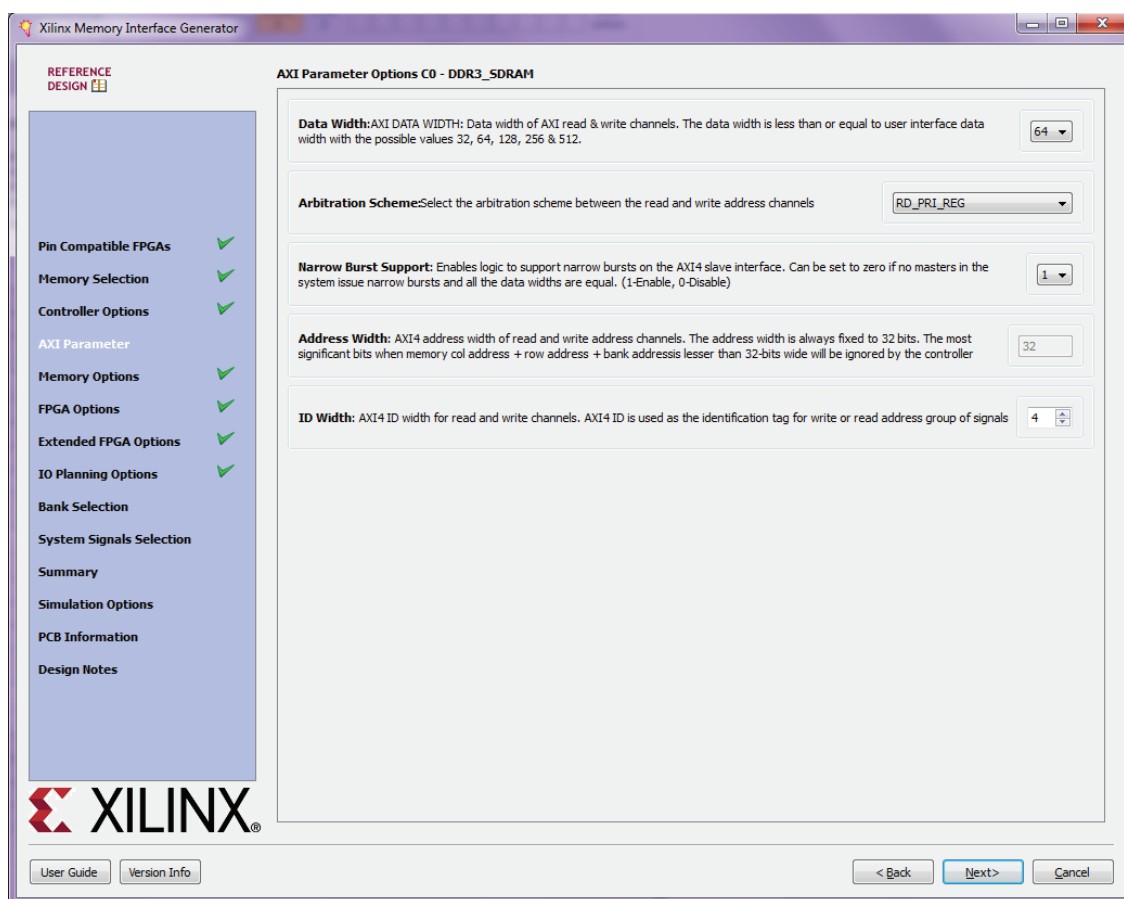 Xilinx Memory Interface Generator
REFERENCE
DESIGN
Pin Compatible FPGAs
Memory Selection
Controller Options
AXI Parameter
Memory Options
FPGA Options
Extended FPGA Options
IO Planning Options
Bank Selection
System Signals Selection
Summary
Simulation Options
PCB Information
Design Notes
XILINX®
AXI Parameter Options C0 - DDR3_SDRAM
Data Width:AXI DATA WIDTH: Data width of AXI read & write channels. The data width is less than or equal to user interface data
width with the possible values 32, 64, 128, 256 & 512.
64
Arbitration Scheme:Select the arbitration scheme between the read and write address channels
RD_PRI_REG
Narrow Burst Support: Enables logic to support narrow bursts on the AXI4 slave interface. Can be set to zero if no masters in the
system issue narrow bursts and all the data widths are equal. (1-Enable, 0-Disable)
1
Address Width: AXI4 address width of read and write address channels. The address width is always fixed to 32 bits. The most
significant bits when memory col address + row address + bank addressis lesser than 32-bits wide will be ignored by the controller
32
ID Width: AXI4 ID width for read and write channels. AXI4 ID is used as the identification tag for write or read address group of signals
4
User Guide
Version Info
< Back
Next>
Cancel